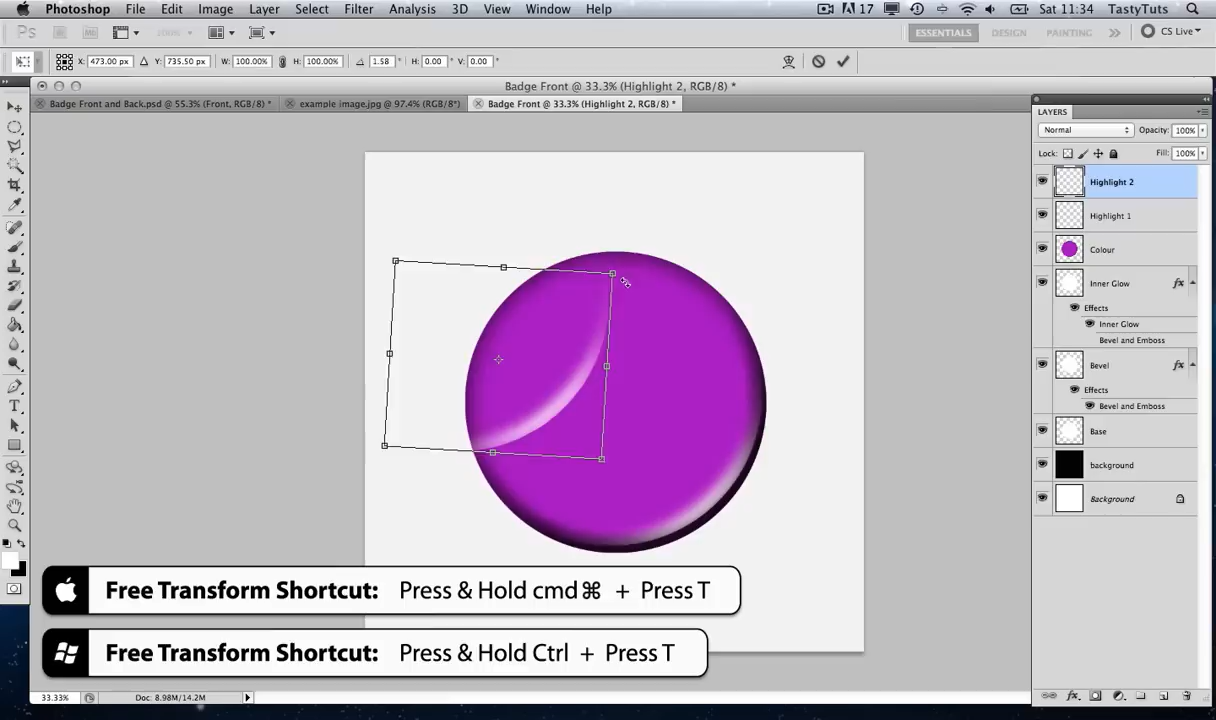 Photoshop File Edit Image Layer Select Filter Analysis 3D View Window Help 17 Sat 11:34 TastyTuts
Ps 200% ESSENTIALS DESIGN PAINTING >> CS Live
X: 473.00 px Y: 735.50 px W: 100.00% H: 100.00% 1.58 ° H: 0.00 ° V: 0.00 °
Badge Front @ 33.3% (Highlight 2, RGB/8) *
Badge Front and Back.psd @ 55.3% (Front, RGB/8) * example image.jpg @ 97.4% (RGB/8*) Badge Front @ 33.3% (Highlight 2, RGB/8) *
LAYERS
Normal Opacity: 100%
Lock: Fill: 100%
Highlight 2
Highlight 1
Colour
Inner Glow fx
Effects
Inner Glow
Bevel and Emboss
Bevel fx
Effects
Bevel and Emboss
Base
background
Background
Free Transform Shortcut: Press & Hold cmd⌘ + Press T
Free Transform Shortcut: Press & Hold Ctrl + Press T
33.33% Doc: 8.98M/14.2M